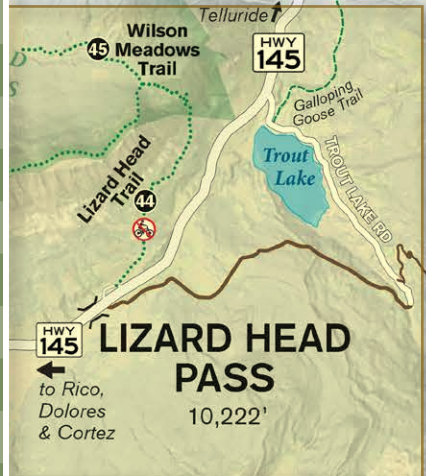 Telluride
Wilson
Meadows
Trail
45
HWY
145
Galloping
Goose Trail
Trout
Lake
TROUT LAKE RD
Lizard Head
Trail
44
HWY
145
LIZARD HEAD
PASS
10,222'
to Rico,
Dolores
& Cortez